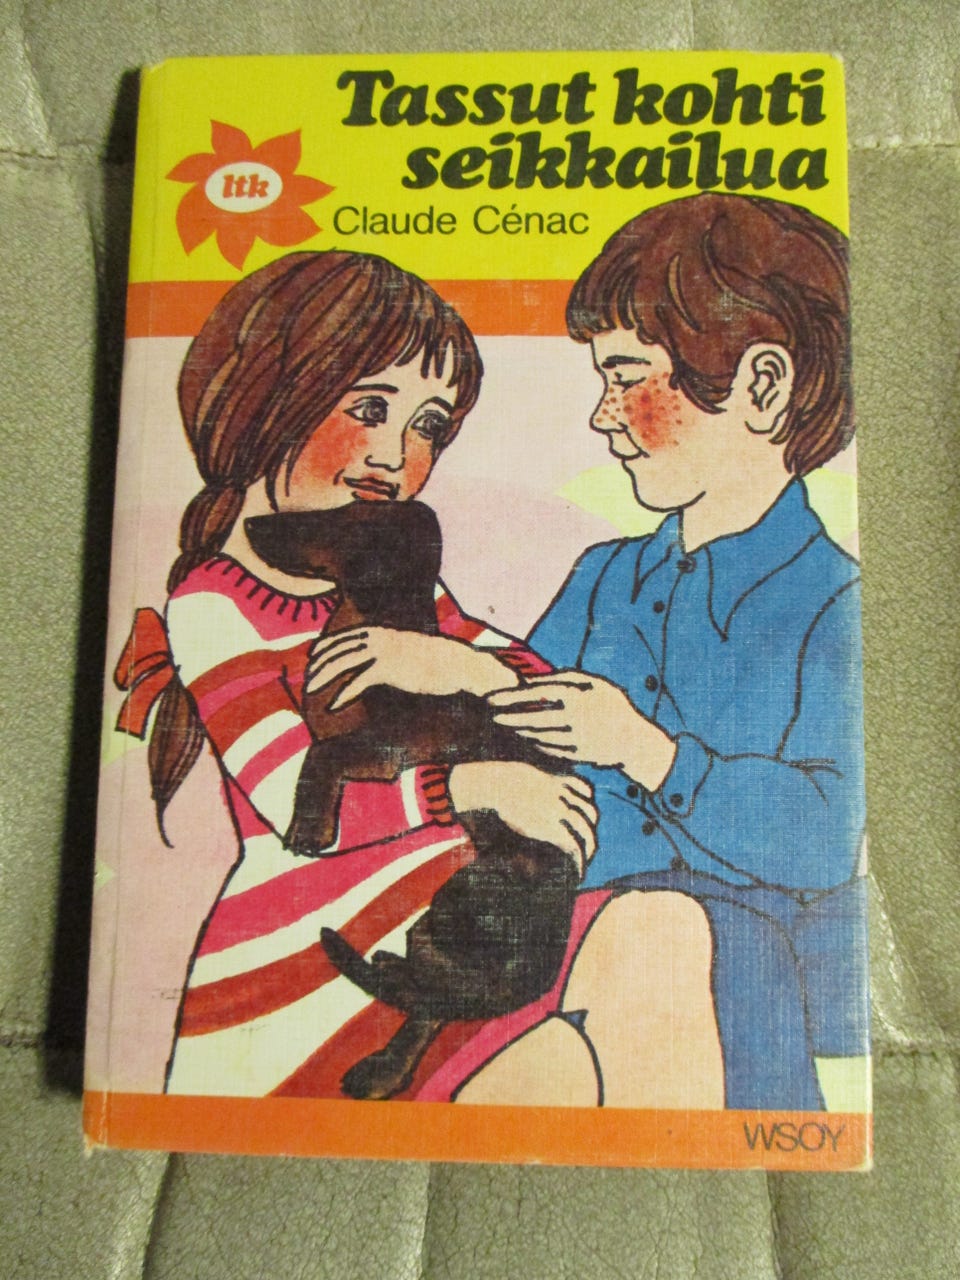 Tassut kohti
seikkailua
ltk
Claude Cénac
WSOY